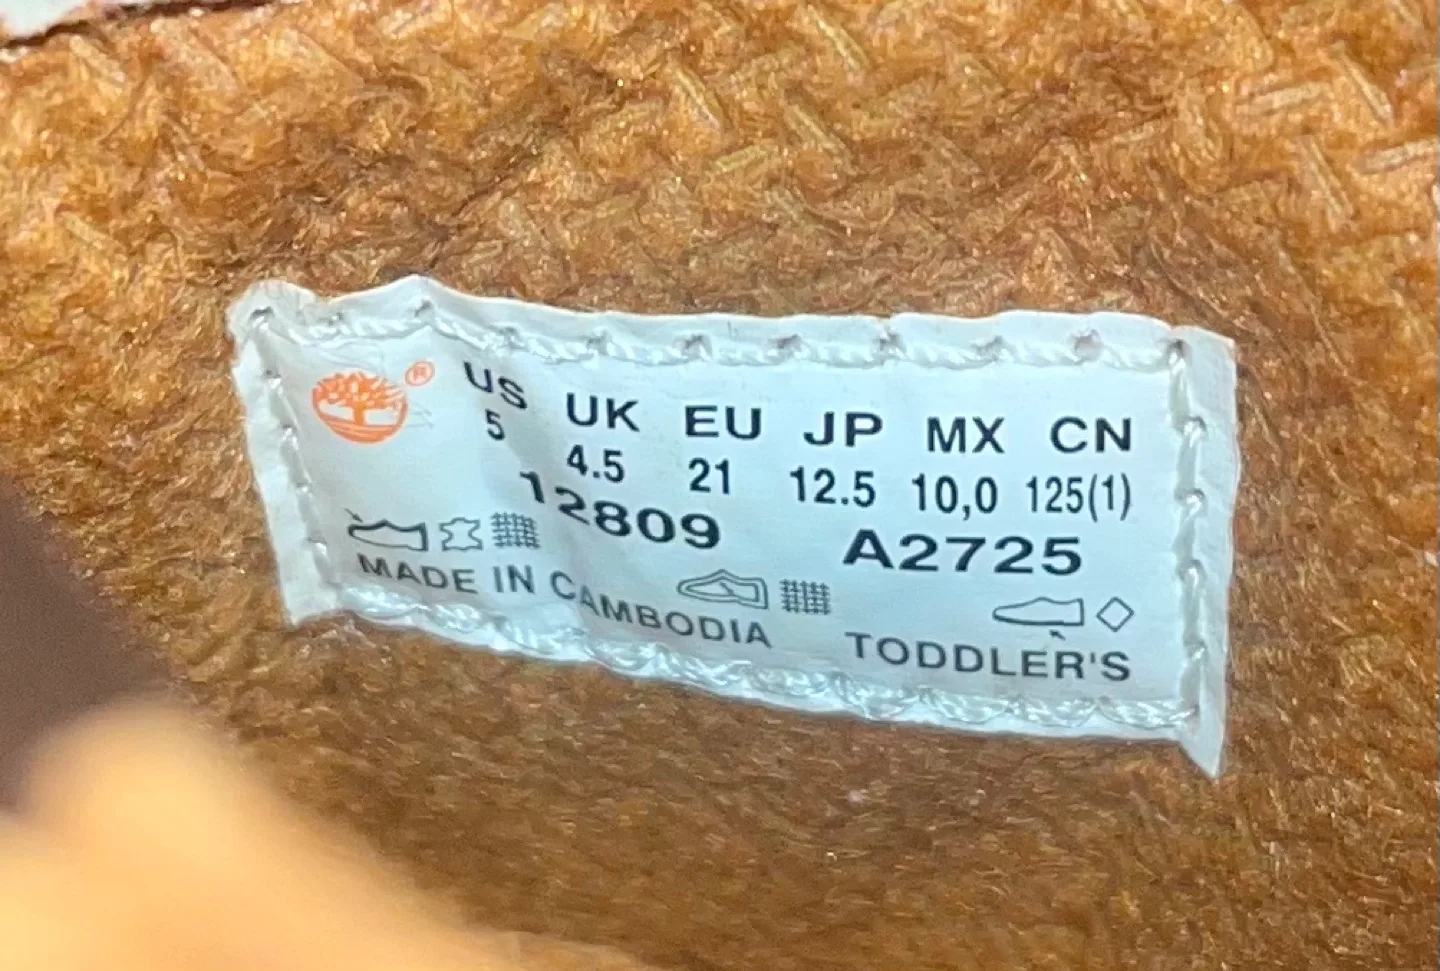 ®
US UK EU JP MX CN
5 4.5 21 12.5 10,0 125(1)
12809 A2725
MADE IN CAMBODIA TODDLER'S